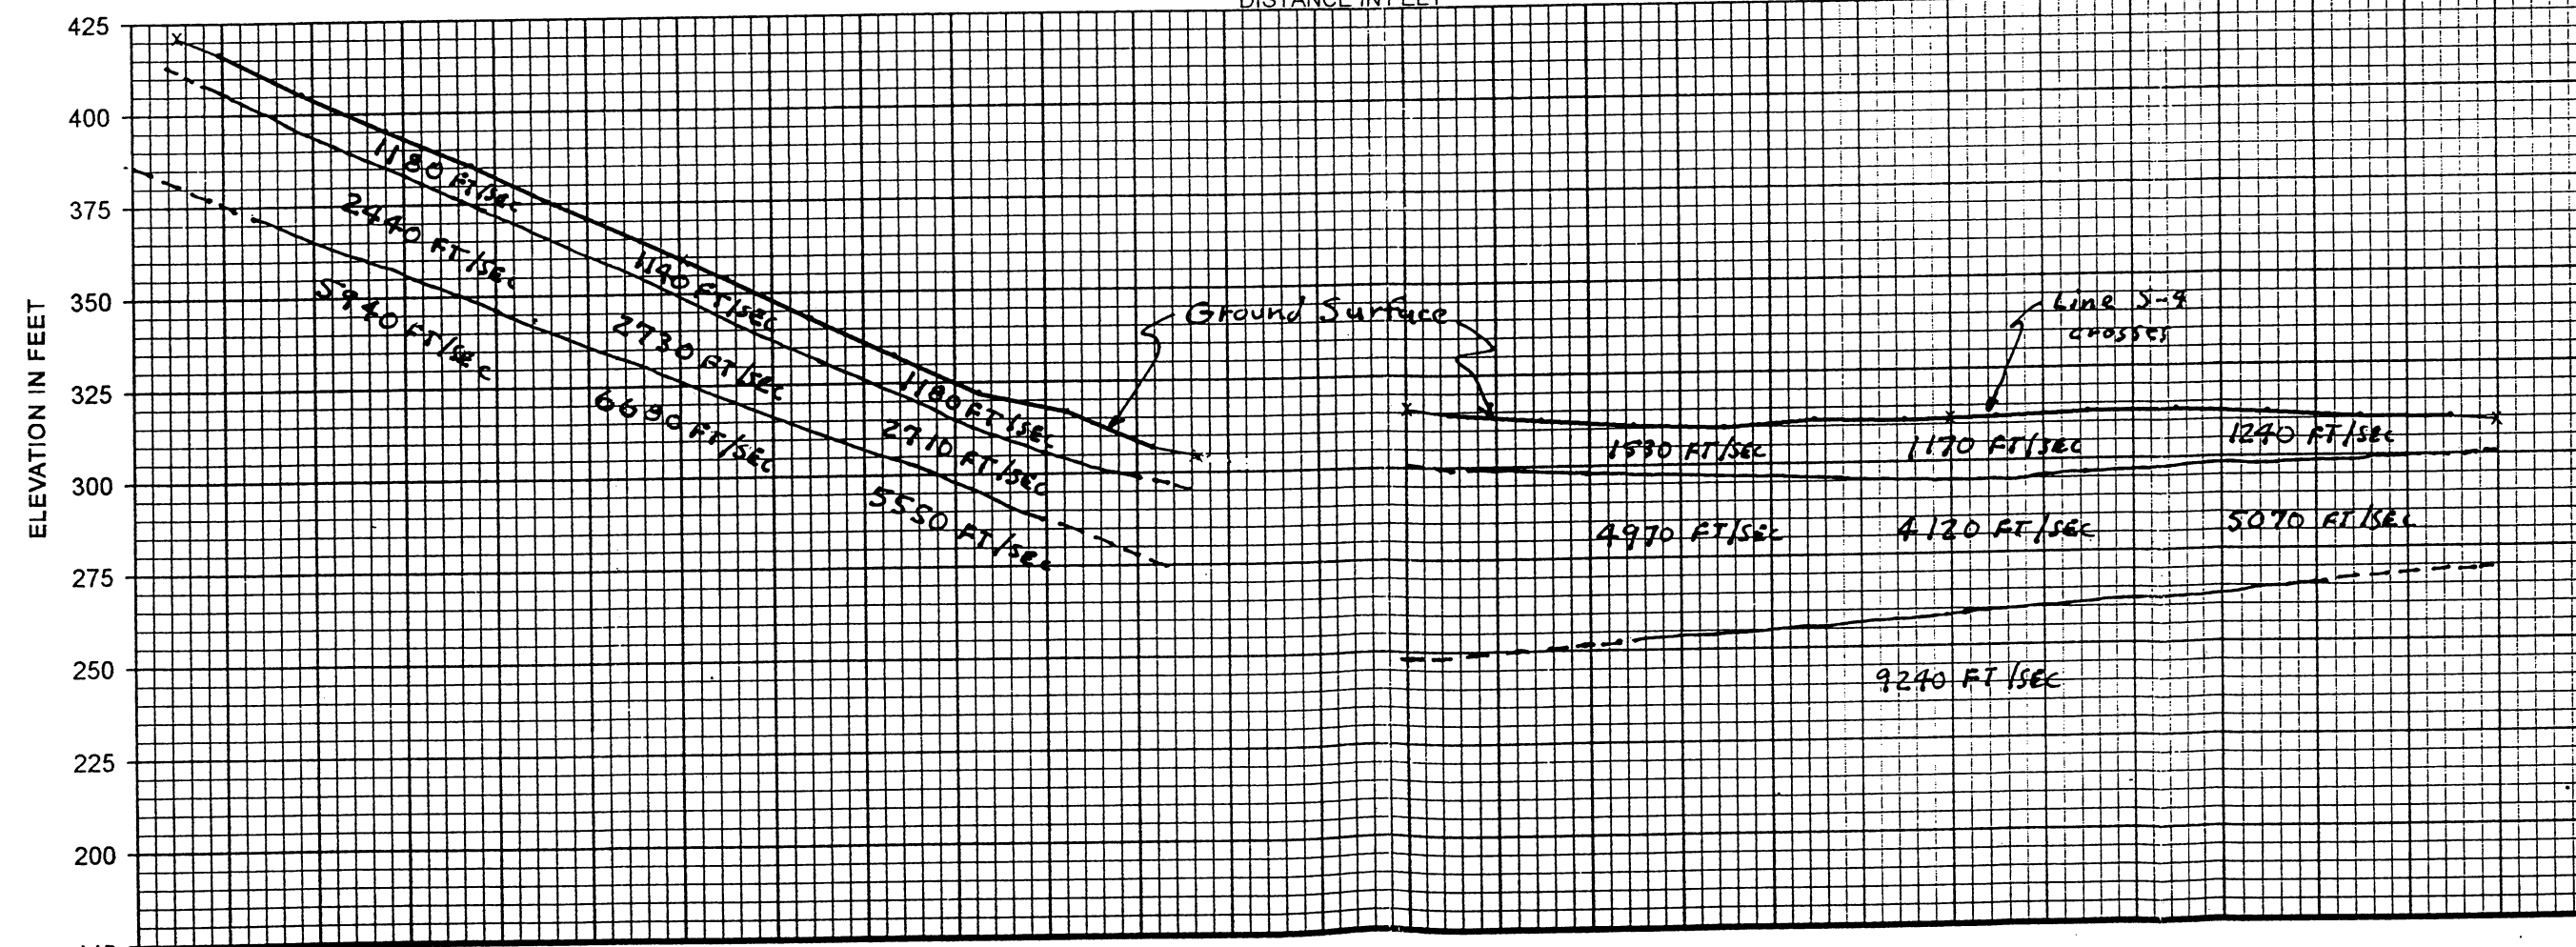 DISTANCE IN FEET
ELEVATION IN FEET
425
400
375
350
325
300
275
250
225
200
1180 FT/SEC
2440 FT/SEC
5940 FT/SEC
1140 FT/SEC
2730 FT/SEC
6690 FT/SEC
1180 FT/SEC
2710 FT/SEC
5550 FT/SEC
Ground Surface
Line S-4
crosses
1530 FT/SEC
1170 FT/SEC
1240 FT/SEC
4970 FT/SEC
4120 FT/SEC
5070 FT/SEC
9240 FT/SEC